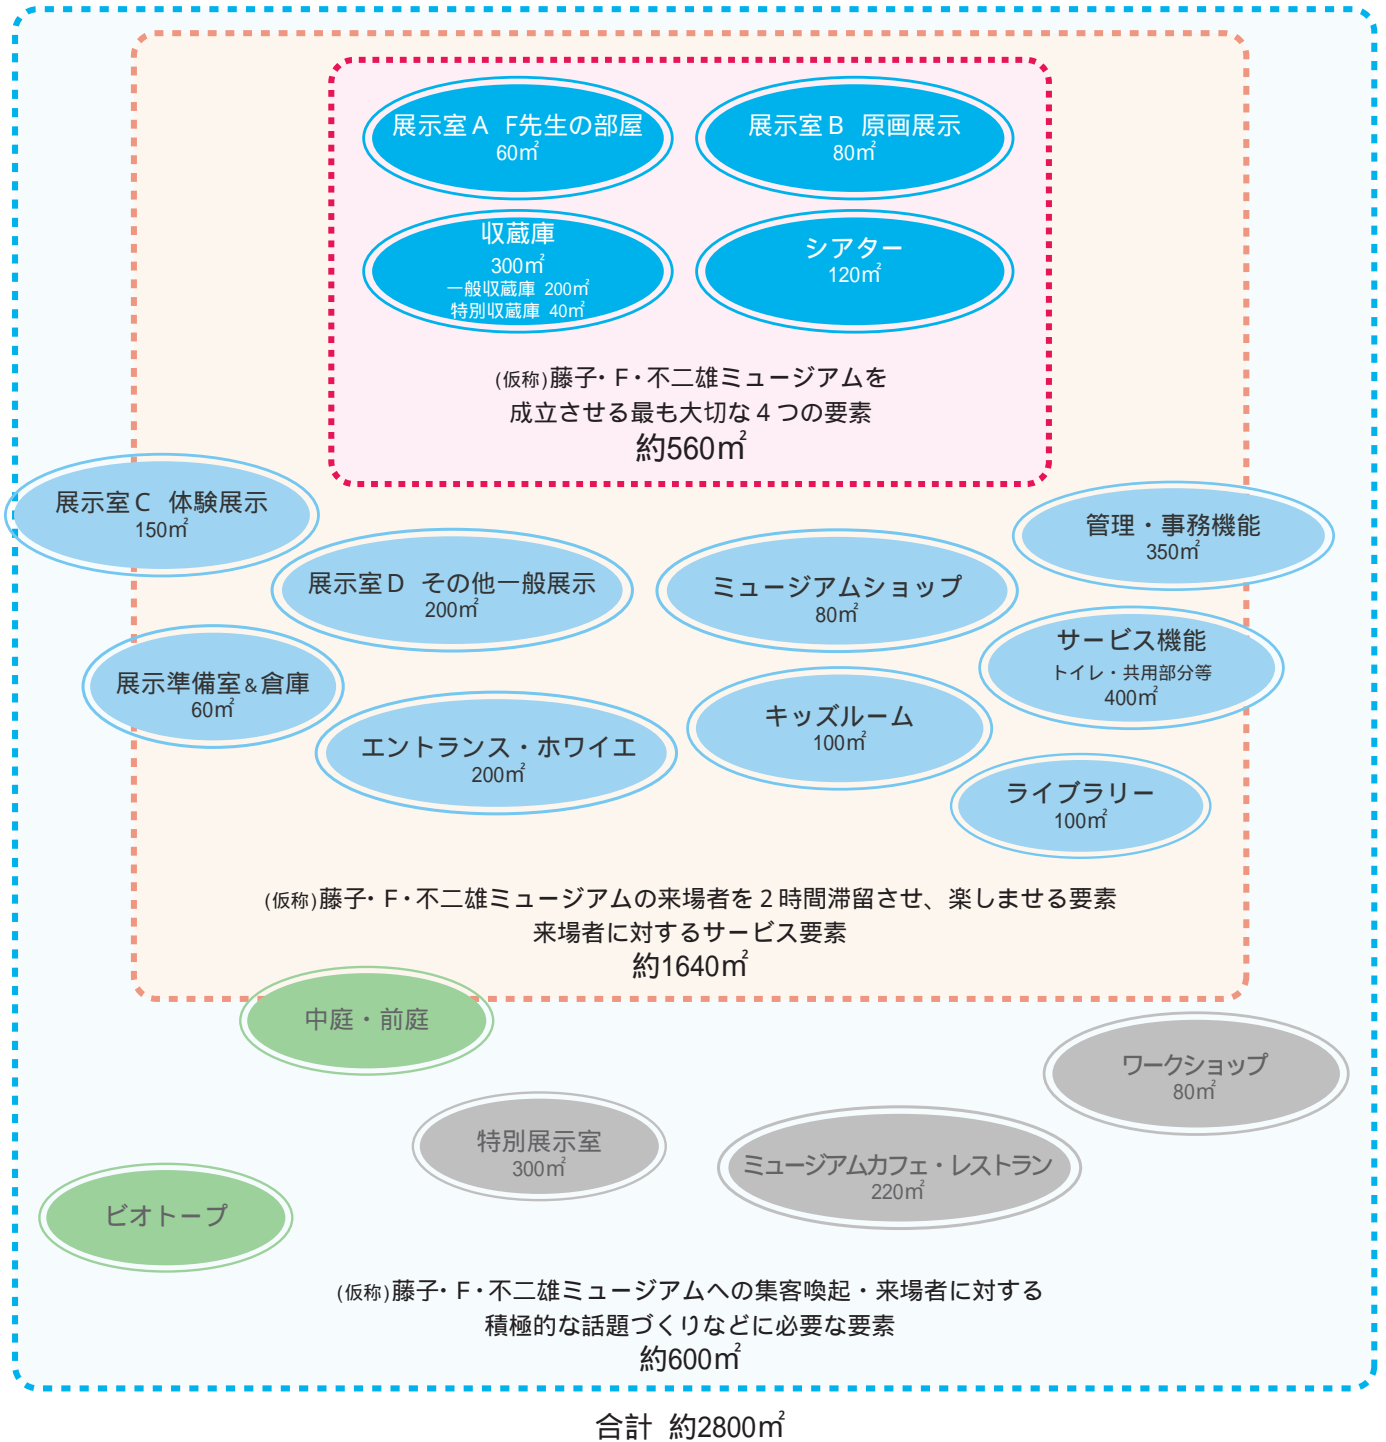 展示室A F先生の部屋
60㎡
展示室B 原画展示
80㎡
収蔵庫
300㎡
一般収蔵庫 200㎡
特別収蔵庫 40㎡
シアター
120㎡
(仮称)藤子・F・不二雄ミュージアムを
成立させる最も大切な4つの要素
約560㎡
展示室C 体験展示
150㎡
展示室D その他一般展示
200㎡
ミュージアムショップ
80㎡
管理・事務機能
350㎡
展示準備室&倉庫
60㎡
エントランス・ホワイエ
200㎡
キッズルーム
100㎡
サービス機能
トイレ・共用部分等
400㎡
ライブラリー
100㎡
(仮称)藤子・F・不二雄ミュージアムの来場者を2時間滞留させ、楽しませる要素
来場者に対するサービス要素
約1640㎡
中庭・前庭
ワークショップ
80㎡
特別展示室
300㎡
ミュージアムカフェ・レストラン
220㎡
ビオトープ
(仮称)藤子・F・不二雄ミュージアムへの集客喚起・来場者に対する
積極的な話題づくりなどに必要な要素
約600㎡
合計 約2800㎡